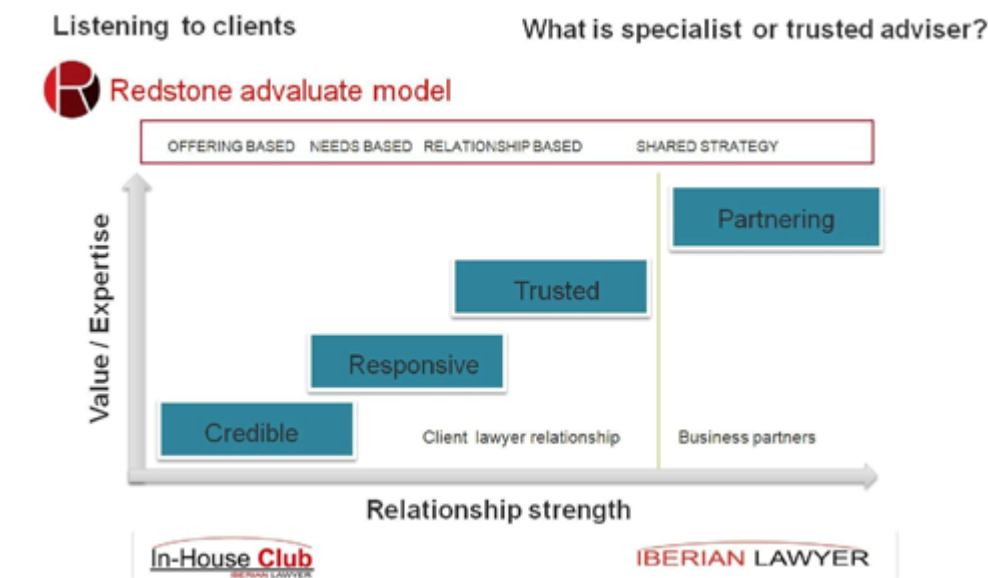 Listening to clients
What is specialist or trusted adviser?
R Redstone advaluate model
OFFERING BASED NEEDS BASED RELATIONSHIP BASED SHARED STRATEGY
Value / Expertise
Partnering
Trusted
Responsive
Credible
Client lawyer relationship
Business partners
Relationship strength
In-House Club
IBERIAN LAWYER
IBERIAN LAWYER